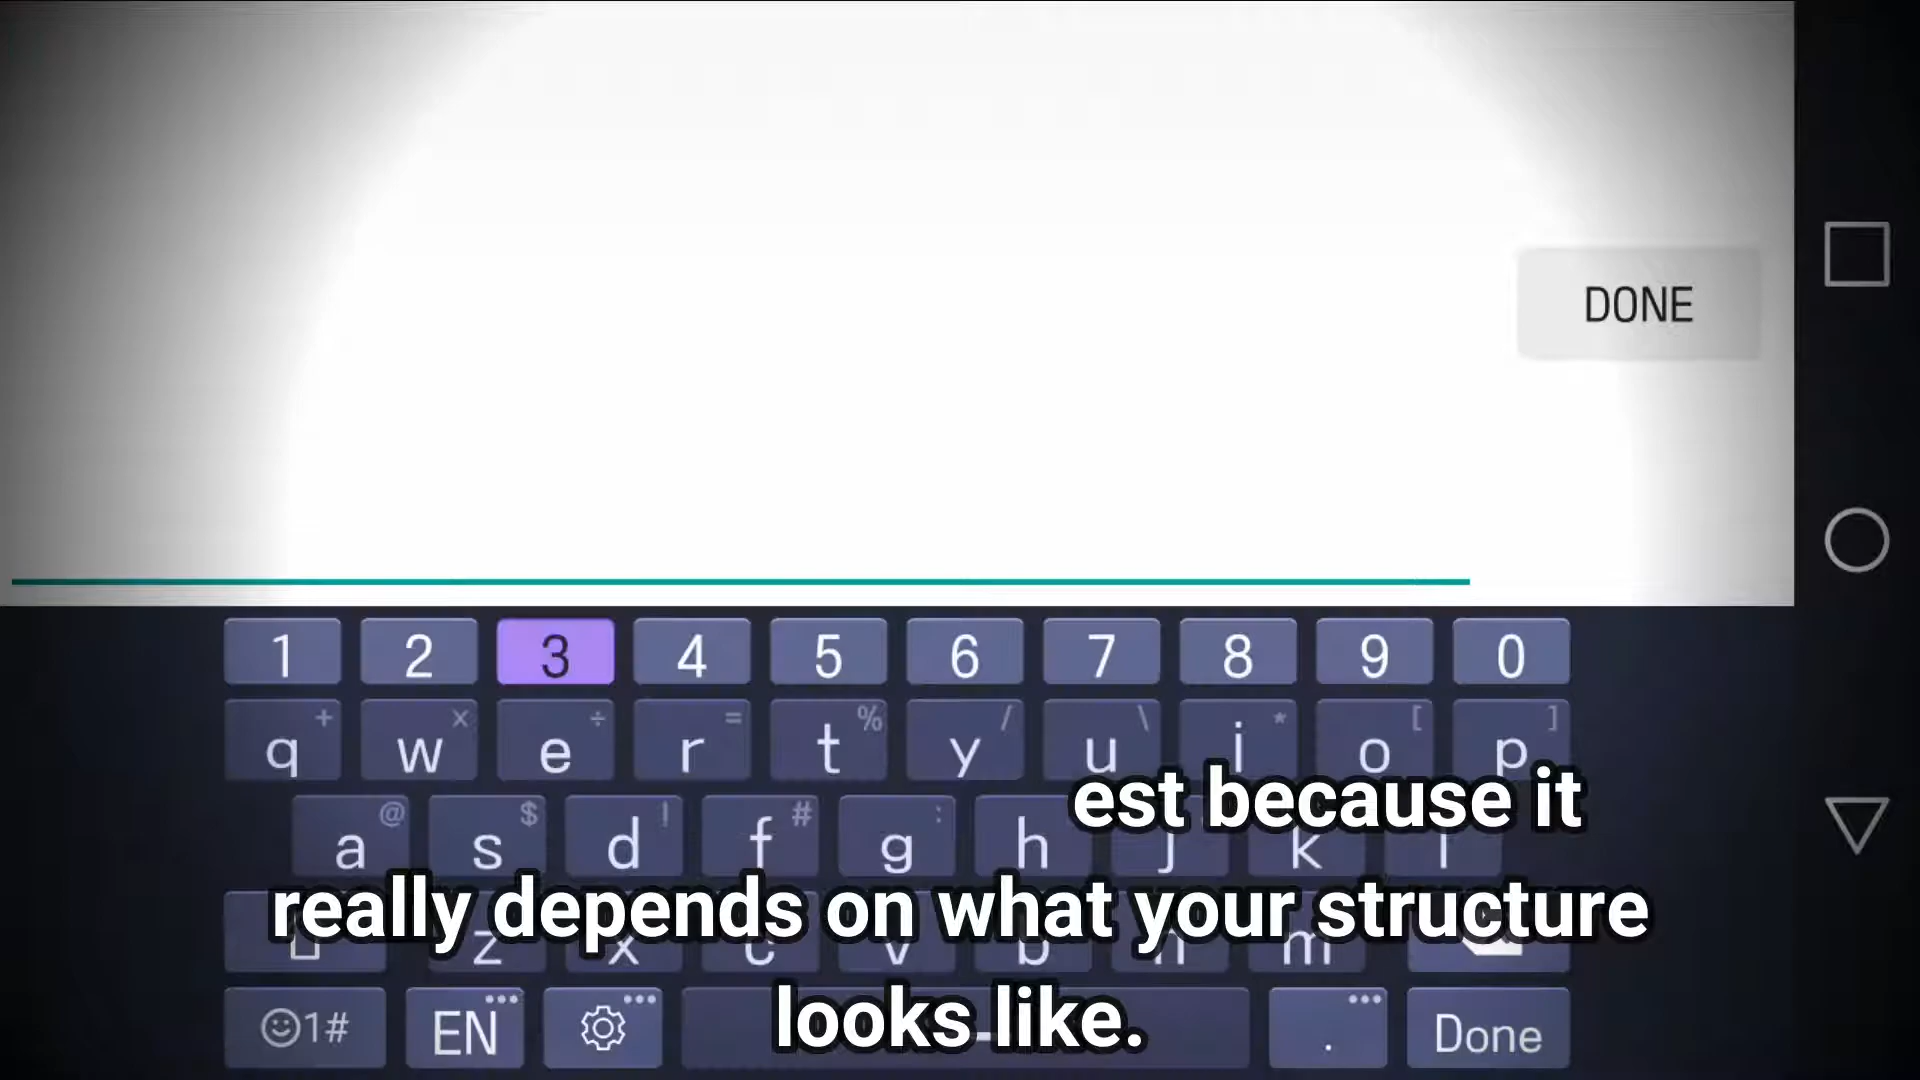 DONE
1 2 3 4 5 6 7 8 9 0
+ x ÷ = % / \ * [ ]
q w e r t y u i o p
@ $ ! # :
a s d f g h j k l
est because it
really depends on what your structure
z x c v b n m
looks like.
1# EN . Done